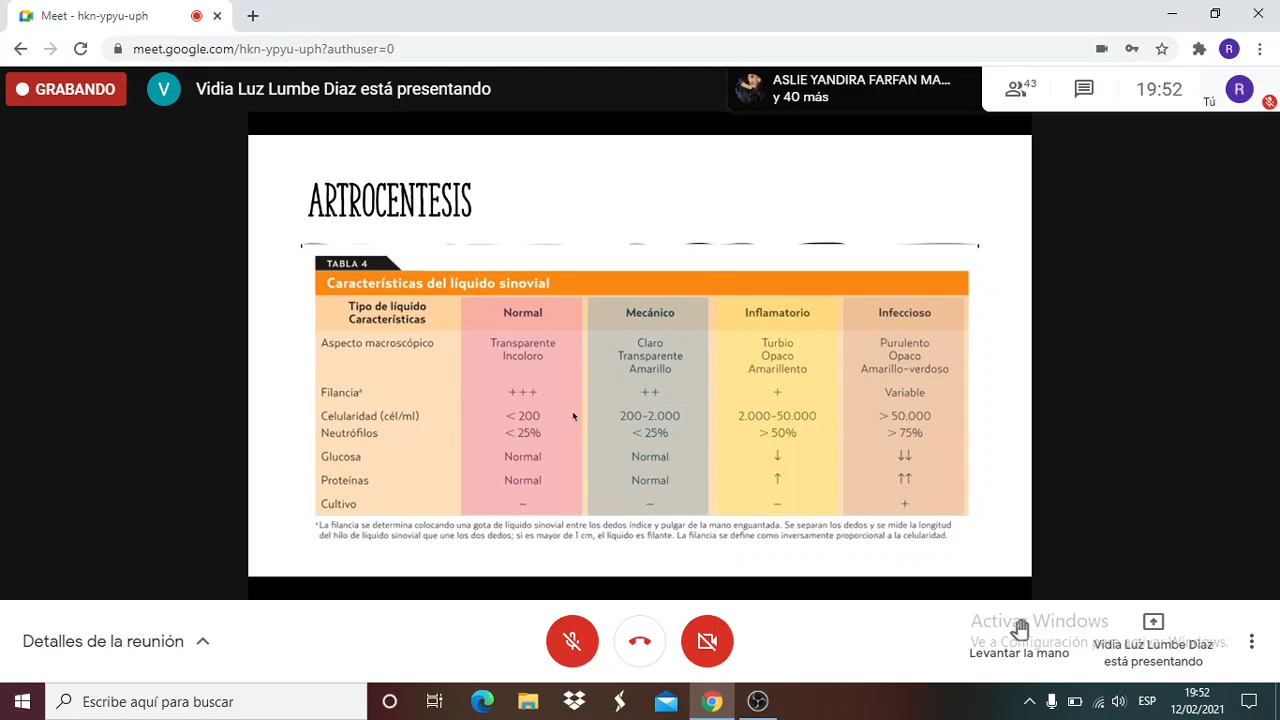 Meet - hkn-ypyu-uph
meet.google.com/hkn-ypyu-uph?authuser=0
GRABANDO
V
Vidia Luz Lumbe Diaz está presentando
ASLIE YANDIRA FARFAN MA...
y 40 más
43
19:52
Tú
R
R
ARTROCENTESIS
TABLA 4
Características del líquido sinovial
Tipo de líquido
Características
Normal
Mecánico
Inflamatorio
Infeccioso
Aspecto macroscópico
Transparente
Incoloro
Claro
Transparente
Amarillo
Turbio
Opaco
Amarillento
Purulento
Opaco
Amarillo-verdoso
Filanciaᵃ +++ ++ + Variable
Celularidad (cél/ml) < 200 200-2.000 2.000-50.000 > 50.000
Neutrófilos < 25% < 25% > 50% > 75%
Glucosa Normal Normal ↓ ↓↓
Proteínas Normal Normal ↑ ↑↑
Cultivo – – – +
ᵃ La filancia se determina colocando una gota de líquido sinovial entre los dedos índice y pulgar de la mano enguantada. Se separan los dedos y se mide la longitud
del hilo de líquido sinovial que une los dos dedos; si es mayor de 1 cm, el líquido es filante. La filancia se define como inversamente proporcional a la celularidad.
Detalles de la reunión
Activar Windows
Ve a Configuración para activar Windows.
Levantar la mano
Vidia Luz Lumbe Diaz
está presentando
Escribe aquí para buscar
ESP
19:52
12/02/2021